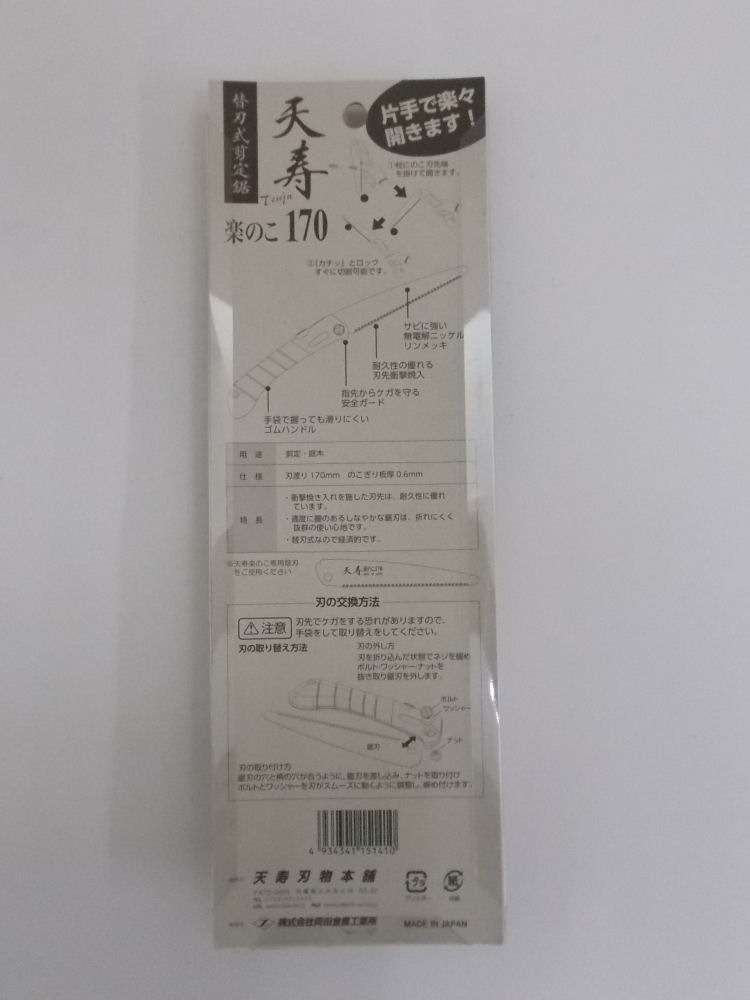 替刃式剪定鋸
天寿
Tenju
楽のこ 170
片手で楽々
開きます！
①枝にのこ刃先端
を掛けて開きます。
②「カチッ」とロック
すぐに切断可能です。
サビに強い
無電解ニッケル
リンメッキ
耐久性の優れる
刃先衝撃焼入
指先からケガを守る
安全ガード
手袋で握っても滑りにくい
ゴムハンドル
用途 剪定・庭木
仕様 刃渡り170mm のこぎり板厚0.6mm
特長
・衝撃焼き入れを施した刃先は、耐久性に優れ
ています。
・適度に腰のあるしなやかな鋸刃は、折れにくく
抜群の使い心地です。
・替刃式なので経済的です。
※天寿楽のこ専用替刃
をご使用ください
天寿
刃の交換方法
注意
刃先でケガをする恐れがありますので、
手袋をして取り替えをしてください。
刃の取り替え方法
刃の外し方
刃を折り込んだ状態でネジを緩め
ボルト・ワッシャー・ナットを
抜き取り鋸刃を外します。
ボルト
ワッシャー
鋸刃
ナット
刃の取り付け方
鋸刃の穴と柄の穴が合うように、鋸刃を差し込み、ナットを取り付け
ボルトとワッシャーを刃がスムーズに動くように調整し、締め付けます。
4 934341 151410
天寿刃物本舗
プラ
紙
MADE IN JAPAN